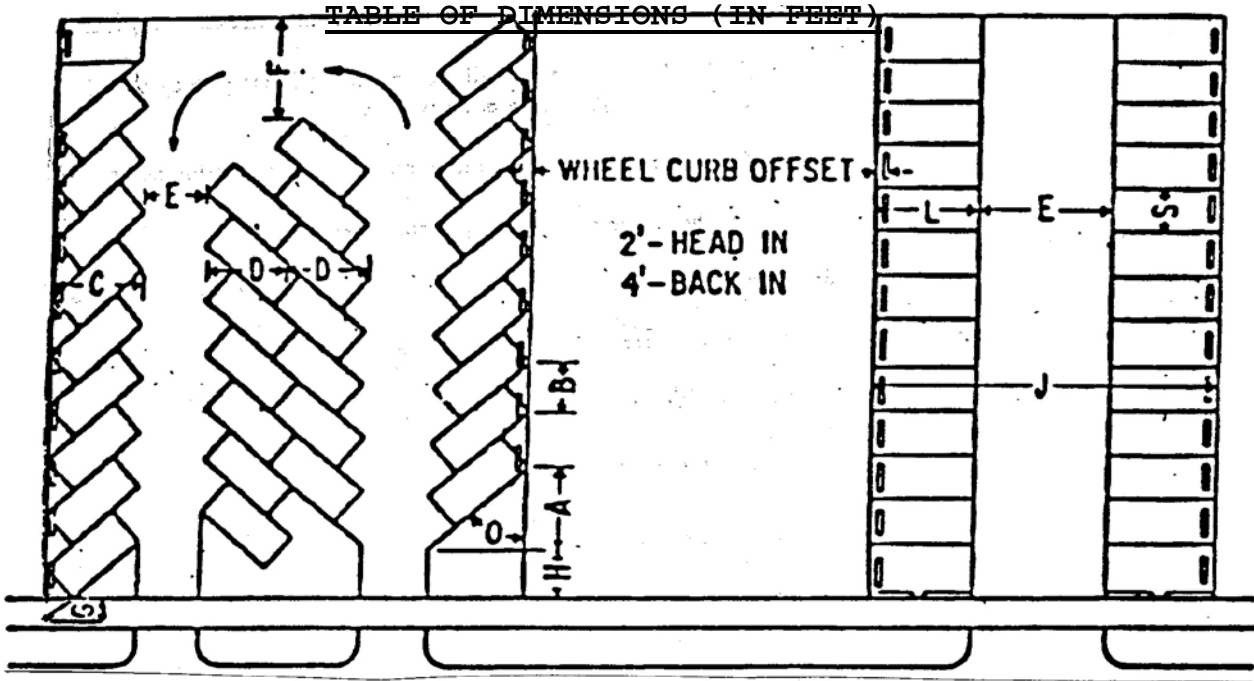 TABLE OF DIMENSIONS (IN FEET)
F
E
WHEEL CURB OFFSET
L
E
S
2'-HEAD IN
4'-BACK IN
C
D
D
B
J
A
O
H
G